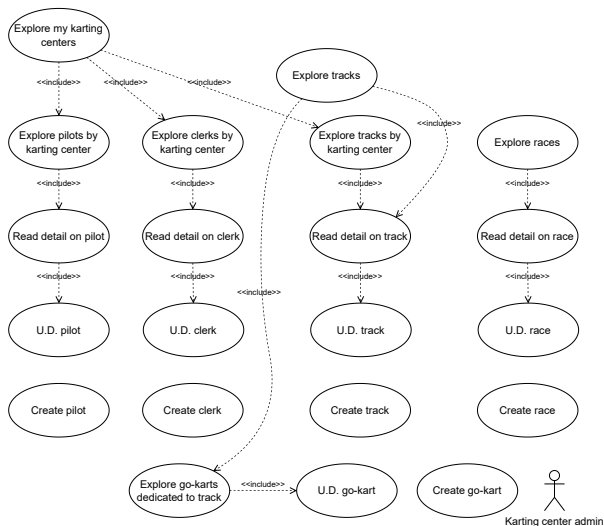 Explore my karting
centers
Explore tracks
<<include>>
<<include>>
<<include>>
<<include>>
Explore pilots by
karting center
Explore clerks by
karting center
Explore tracks by
karting center
Explore races
<<include>>
<<include>>
<<include>>
<<include>>
Read detail on pilot
Read detail on clerk
Read detail on track
Read detail on race
<<include>>
<<include>>
<<include>>
<<include>>
<<include>>
U.D. pilot
U.D. clerk
U.D. track
U.D. race
Create pilot
Create clerk
Create track
Create race
Explore go-karts
dedicated to track
<<include>>
U.D. go-kart
Create go-kart
Karting center admin